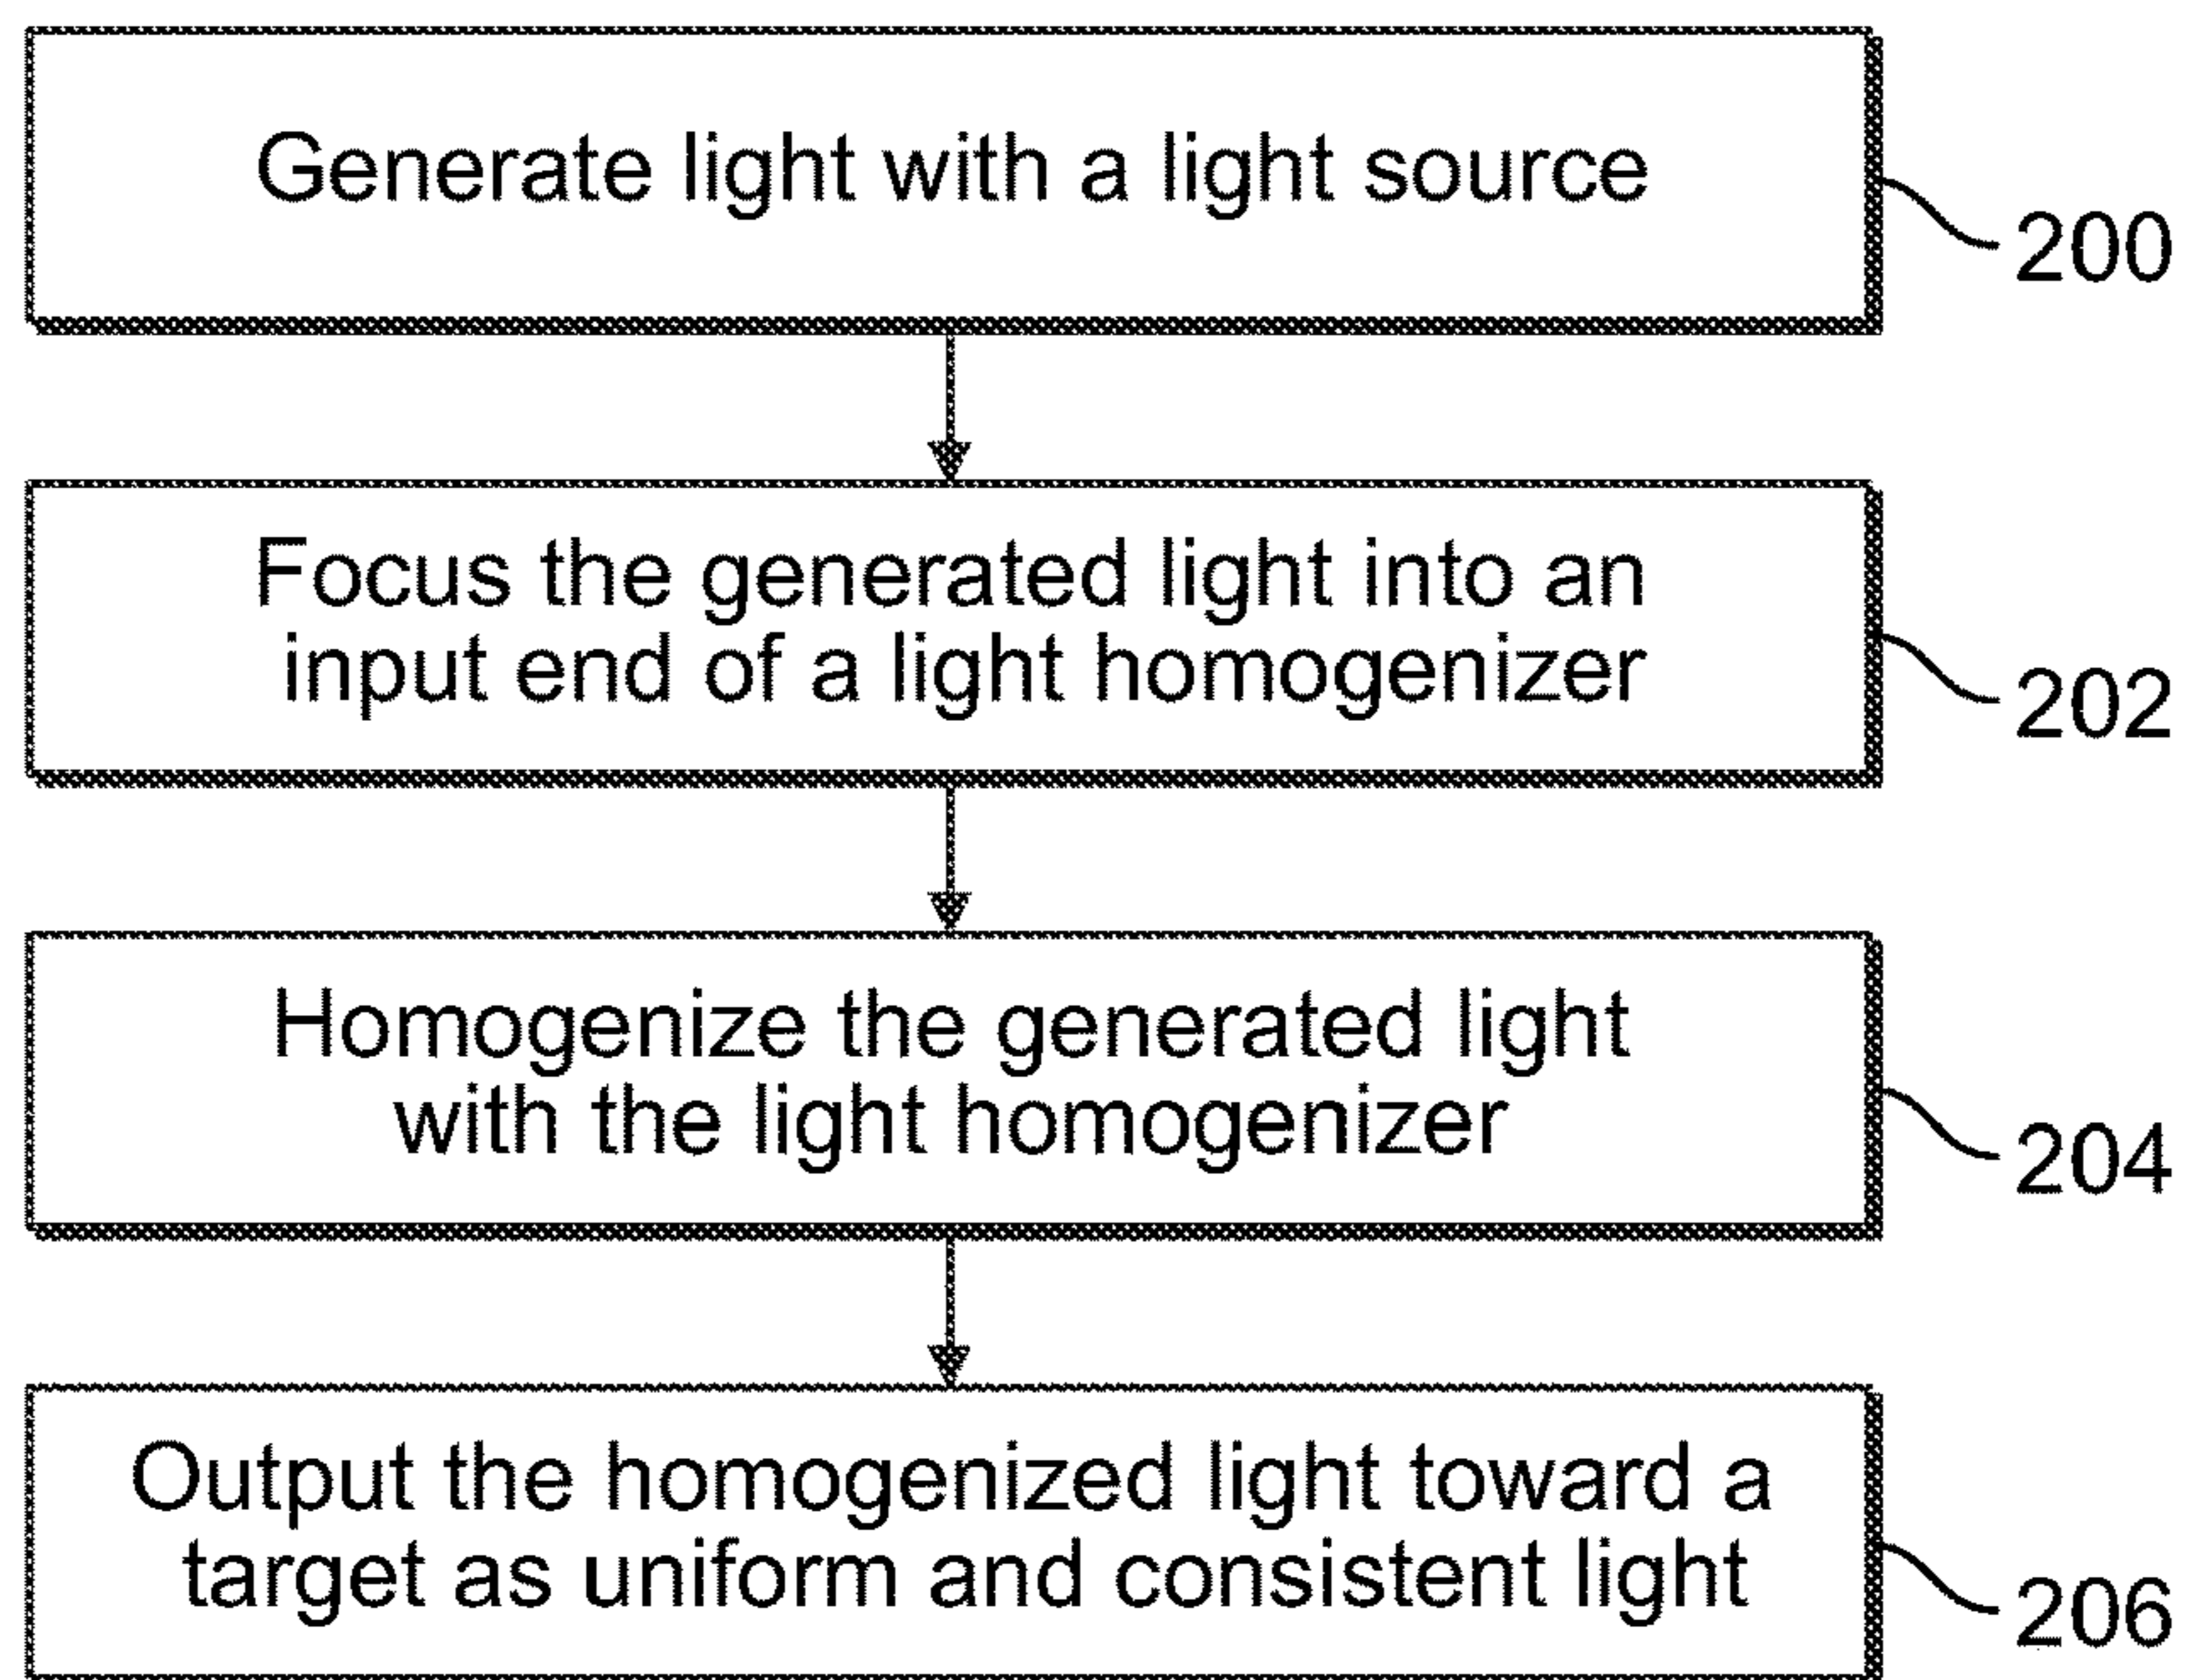 Generate light with a light source
200
Focus the generated light into an
input end of a light homogenizer
202
Homogenize the generated light
with the light homogenizer
204
Output the homogenized light toward a
target as uniform and consistent light
206